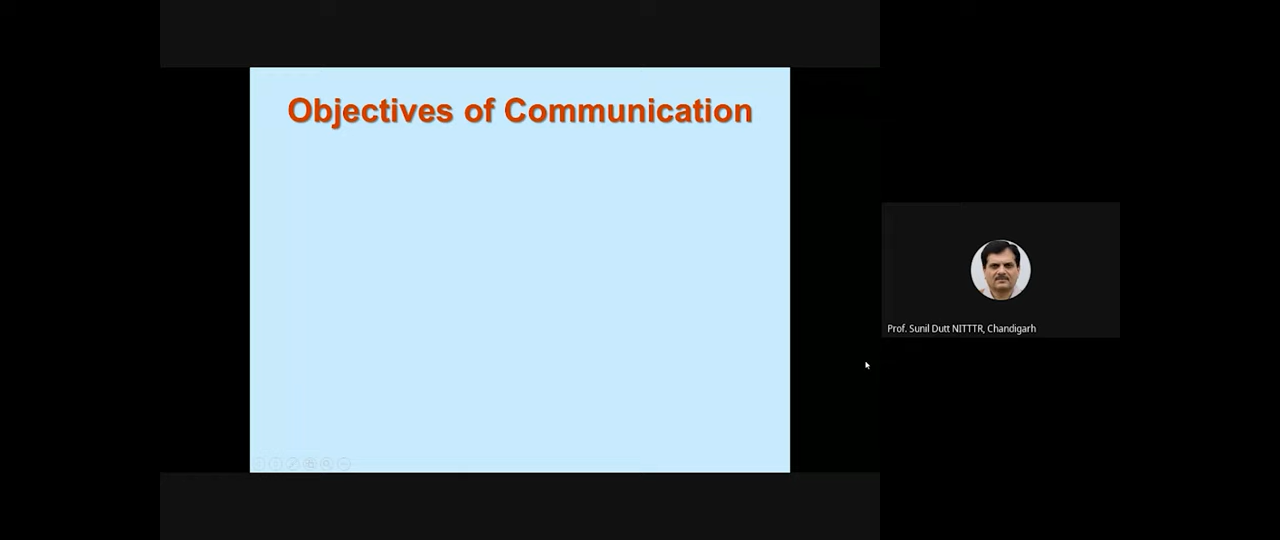 Objectives of Communication
Prof. Sunil Dutt NITTTR, Chandigarh